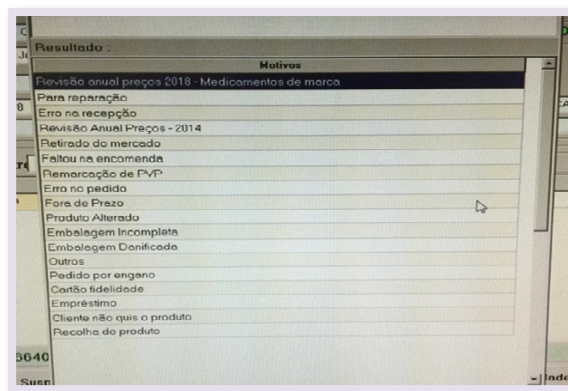 Resultado :
Motivos
Revisão anual preços 2018 - Medicamentos de marca
Para reparação
Erro na recepção
Revisão Anual Preços - 2014
Retirado do mercado
Faltou na encomenda
Remarcação de PVP
Erro no pedido
Fora de Prazo
Produto Alterado
Embalagem Incompleta
Embalagem Danificada
Outros
Pedido por engano
Cartão fidelidade
Empréstimo
Cliente não quis o produto
Recolha do produto
6640
Susp